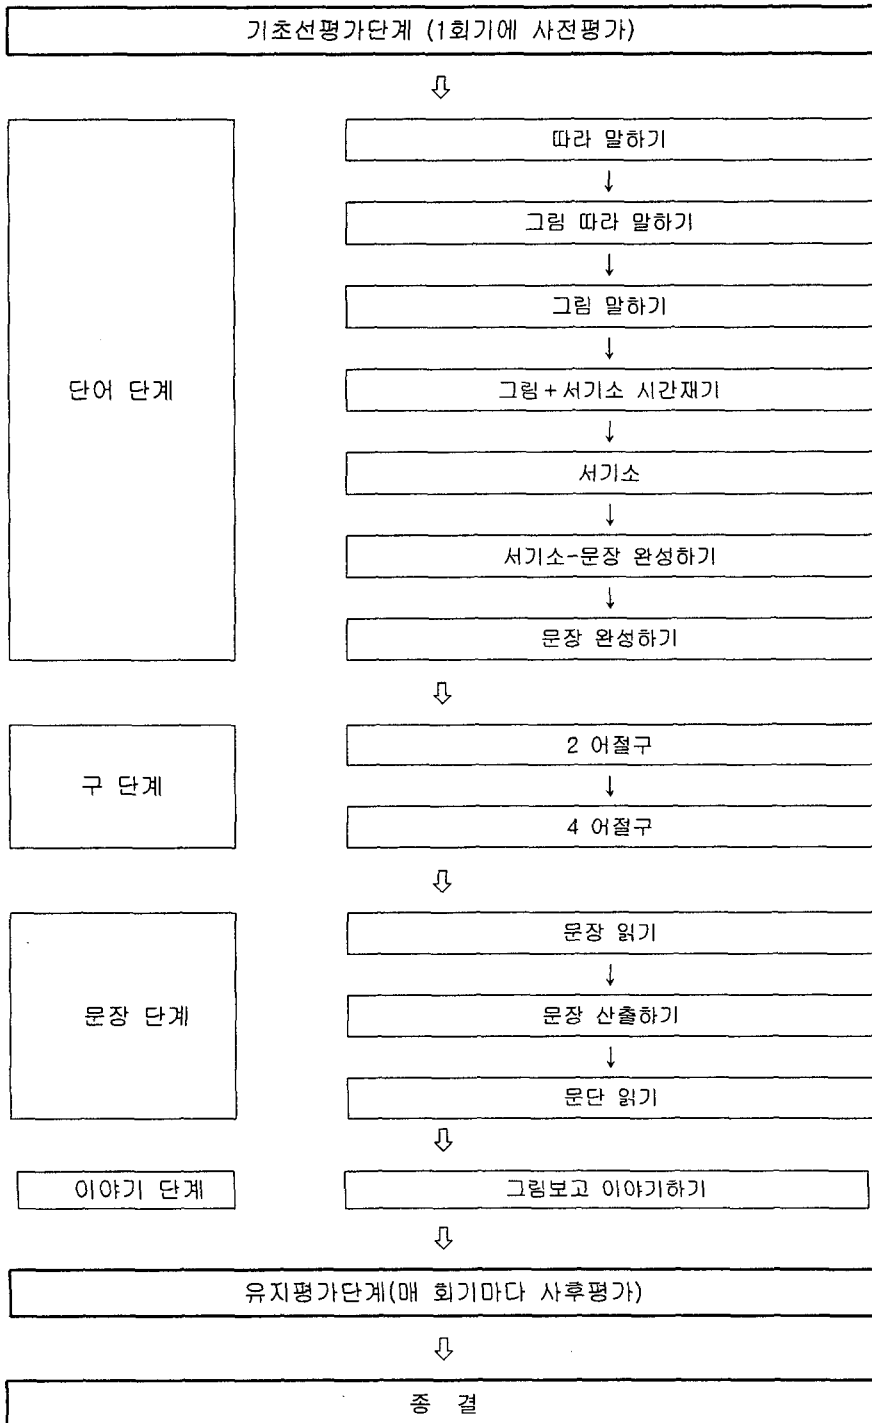 기초선평가단계 (1회기에 사전평가)
⇩
따라 말하기
↓
그림 따라 말하기
↓
그림 말하기
↓
단어 단계
그림+서기소 시간재기
↓
서기소
↓
서기소-문장 완성하기
↓
문장 완성하기
⇩
2 어절구
구 단계
↓
4 어절구
⇩
문장 읽기
↓
문장 단계
문장 산출하기
↓
문단 읽기
⇩
이야기 단계
그림보고 이야기하기
⇩
유지평가단계(매 회기마다 사후평가)
⇩
종 결